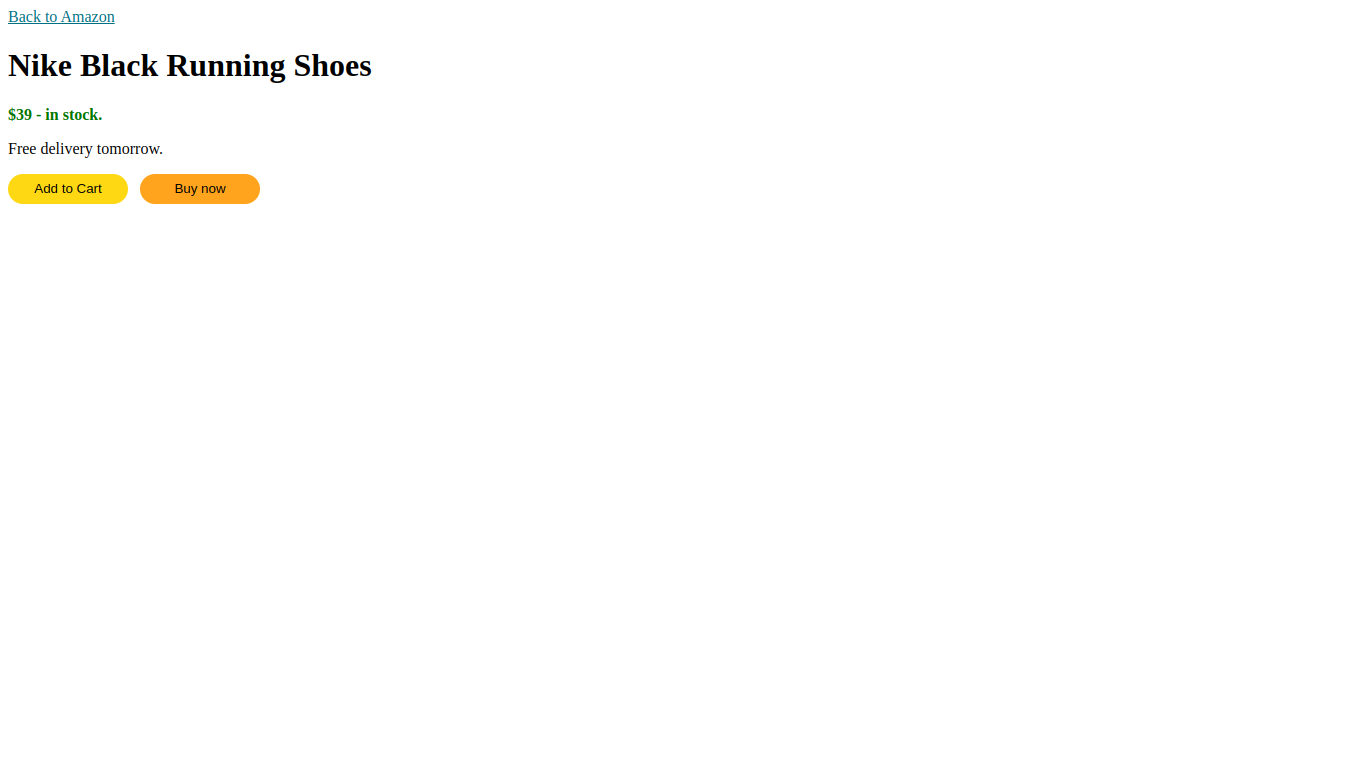 Back to Amazon
Nike Black Running Shoes
$39 - in stock.
Free delivery tomorrow.
Add to Cart Buy now